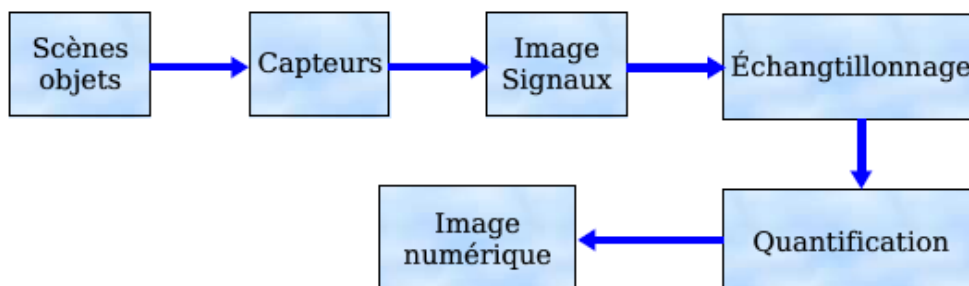 Scènes
objets
Capteurs
Image
Signaux
Échangtillonnage
Quantification
Image
numérique